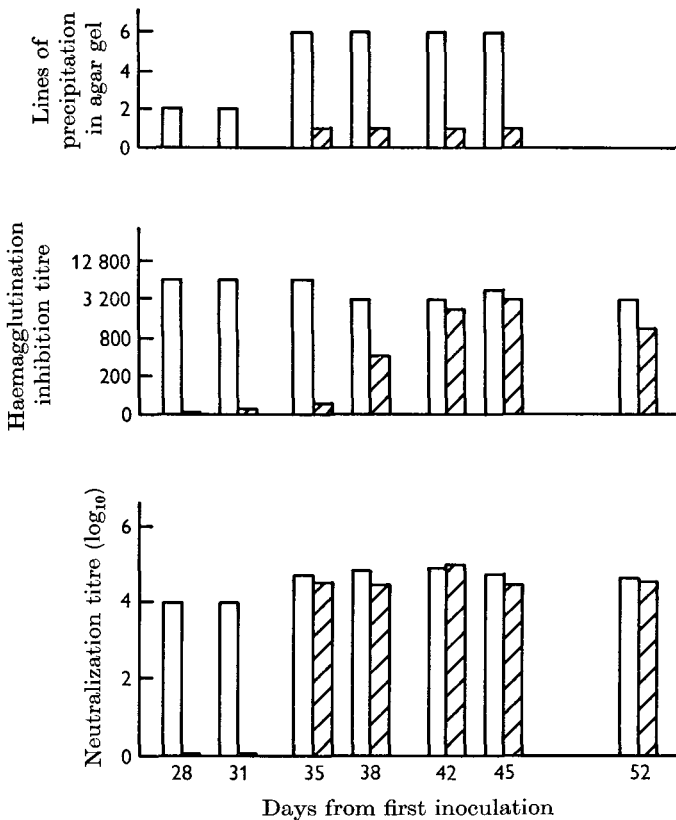 Lines of
precipitation
in agar gel
6
4
2
0
Haemagglutination
inhibition titre
12 800
3 200
800
200
0
Neutralization titre (log10)
6
4
2
0
28 31 35 38 42 45 52
Days from first inoculation